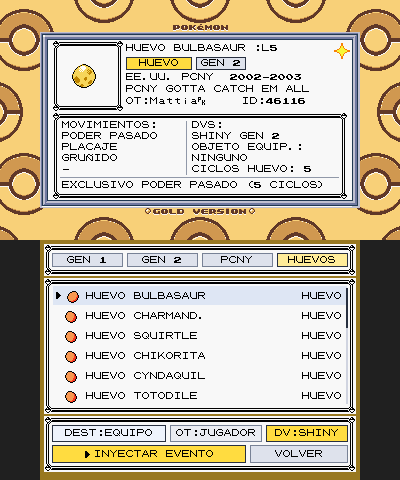 POKéMON
HUEVO BULBASAUR :L5
HUEVO GEN 2
EE.UU. PCNY 2002-2003
PCNY GOTTA CATCH EM ALL
OT:Mattia ID:46116
MOVIMIENTOS:
PODER PASADO
PLACAJE
GRUÑIDO
–
DVS:
SHINY GEN 2
OBJETO EQUIP.:
NINGUNO
CICLOS HUEVO: 5
EXCLUSIVO PODER PASADO (5 CICLOS)
GOLD VERSION
GEN 1 GEN 2 PCNY HUEVOS
HUEVO BULBASAUR HUEVO
HUEVO CHARMAND. HUEVO
HUEVO SQUIRTLE HUEVO
HUEVO CHIKORITA HUEVO
HUEVO CYNDAQUIL HUEVO
HUEVO TOTODILE HUEVO
DEST:EQUIPO OT:JUGADOR DV:SHINY
INYECTAR EVENTO VOLVER